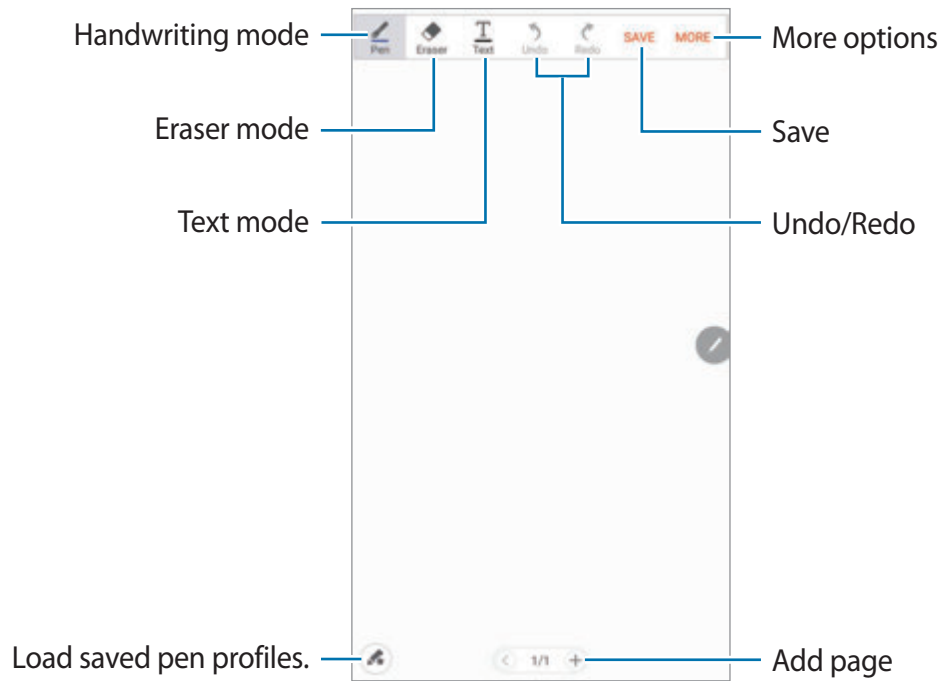 Handwriting mode
Pen
Eraser
Text
Undo
Redo
SAVE
MORE
More options
Eraser mode
Save
Text mode
Undo/Redo
Load saved pen profiles.
1/1
Add page